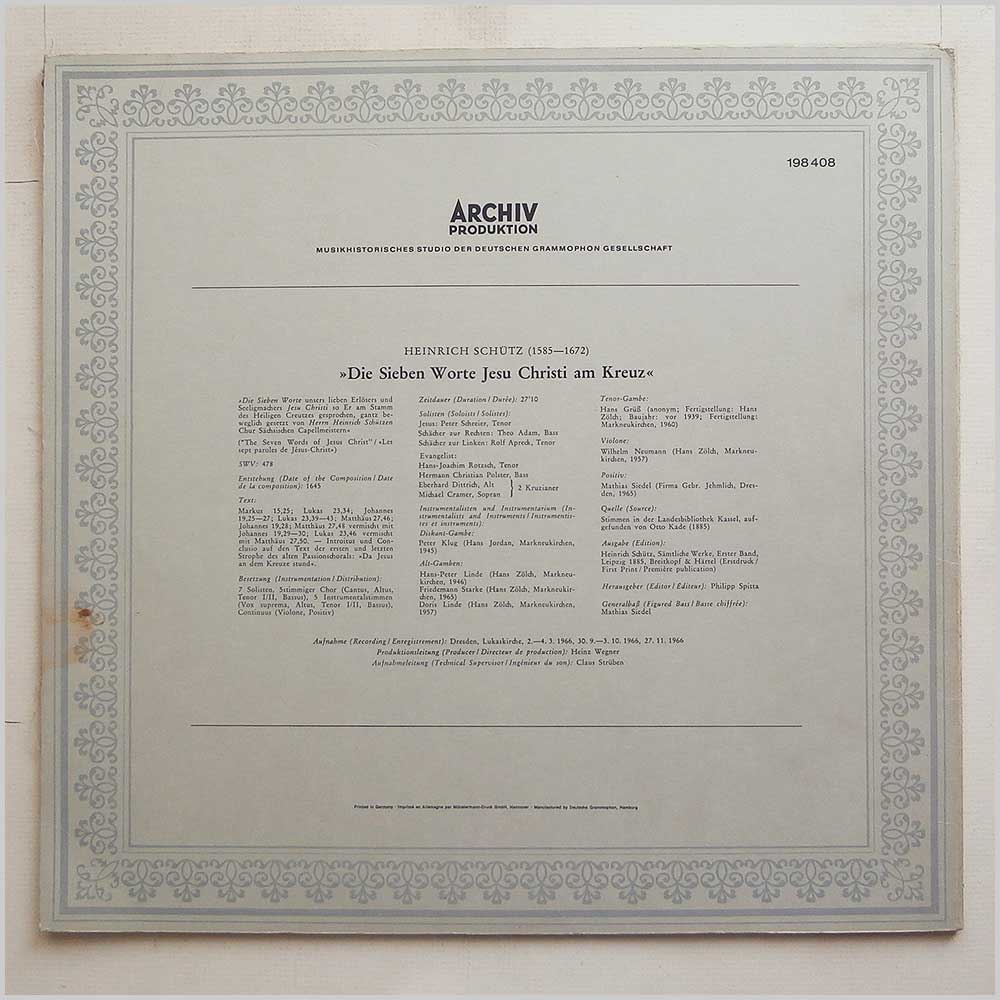 198 408
ARCHIV
PRODUKTION
MUSIKHISTORISCHES STUDIO DER DEUTSCHEN GRAMMOPHON GESELLSCHAFT
HEINRICH SCHÜTZ (1585—1672)
»Die Sieben Worte Jesu Christi am Kreuz«
»Die Sieben Worte unsers lieben Erlösers und
Seeligmachers Jesu Christi so Er am Stamm
des Heiligen Creutzes gesprochen, gantz be-
weglich gesetzt von Herrn Heinrich Schützen
Chur Sächsischen Capellmeistern«
("The Seven Words of Jesus Christ" / «Les
sept paroles de Jésus-Christ»)
SWV: 478
Entstehung (Date of the Composition / Date
de la composition): 1645
Text:
Markus 15,25; Lukas 23,34; Johannes
19,25—27; Lukas 23,39—43; Matthäus 27,46;
Johannes 19,28; Matthäus 27,48 vermischt mit
Johannes 19,29—30; Lukas 23,46 vermischt
mit Matthäus 27,50. — Introitus und Con-
clusio auf den Text der ersten und letzten
Strophe des alten Passionschorals: »Da Jesus
an dem Kreuze stund«.
Besetzung (Instrumentation / Distribution):
7 Solisten, 5stimmiger Chor (Cantus, Altus,
Tenor I/II, Bassus), 5 Instrumentalstimmen
(Vox suprema, Altus, Tenor I/II, Bassus),
Continuus (Violone, Positiv)
Zeitdauer (Duration / Durée): 27'10
Solisten (Soloists / Solistes):
Jesus: Peter Schreier, Tenor
Schächer zur Rechten: Theo Adam, Bass
Schächer zur Linken: Rolf Apreck, Tenor
Evangelist:
Hans-Joachim Rotzsch, Tenor
Hermann Christian Polster, Bass
Eberhard Dittrich, Alt
Michael Cramer, Sopran } 2 Kruzianer
Instrumentalisten und Instrumentarium (In-
strumentalists and Instruments / Instrumentis-
tes et instruments):
Diskant-Gambe:
Peter Klug (Hans Jordan, Markneukirchen,
1945)
Alt-Gamben:
Hans-Peter Linde (Hans Zölch, Markneu-
kirchen, 1946)
Friedemann Starke (Hans Zölch, Markneukir-
chen, 1965)
Doris Linde (Hans Zölch, Markneukirchen,
1957)
Tenor-Gambe:
Hans Grüß (anonym; Fertigstellung: Hans
Zölch; Baujahr: vor 1939; Fertigstellung:
Markneukirchen, 1960)
Violone:
Wilhelm Neumann (Hans Zölch, Markneu-
kirchen, 1957)
Positiv:
Mathias Siedel (Firma Gebr. Jehmlich, Dres-
den, 1965)
Quelle (Source):
Stimmen in der Landesbibliothek Kassel, auf-
gefunden von Otto Kade (1885)
Ausgabe (Edition):
Heinrich Schütz, Sämtliche Werke, Erster Band,
Leipzig 1885, Breitkopf & Härtel (Erstdruck /
First Print / Première publication)
Herausgeber (Editor / Éditeur): Philipp Spitta
Generalbaß (Figured Bass / Basse chiffrée):
Mathias Siedel
Aufnahme (Recording / Enregistrement): Dresden, Lukaskirche, 2.—4. 3. 1966, 30. 9.—3. 10. 1966, 27. 11. 1966
Produktionsleitung (Producer / Directeur de production): Heinz Wegner
Aufnahmeleitung (Technical Supervisor / Ingénieur du son): Claus Strüben
Printed in Germany · Imprimé en Allemagne par Münstermann-Druck GmbH, Hannover · Manufactured by Deutsche Grammophon, Hamburg